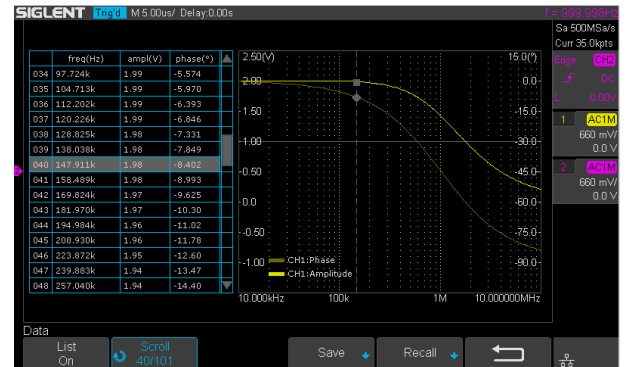 SIGLENT Trig'd M 5.00us/ Delay:0.00s f = 999.998Hz
Sa 500MSa/s
Curr 35.0kpts
Edge CH2
DC
L 0.00V
1 AC1M
660 mV/
0.0 V
2 AC1M
660 mV/
0.0 V
freq(Hz) ampl(V) phase(°)
034 97.724k 1.99 -5.574
035 104.713k 1.99 -5.970
036 112.202k 1.99 -6.393
037 120.226k 1.99 -6.846
038 128.825k 1.98 -7.331
039 138.038k 1.98 -7.849
040 147.911k 1.98 -8.402
041 158.489k 1.98 -8.993
042 169.824k 1.97 -9.625
043 181.970k 1.97 -10.30
044 194.984k 1.96 -11.02
045 208.930k 1.96 -11.78
046 223.872k 1.95 -12.60
047 239.883k 1.94 -13.47
048 257.040k 1.94 -14.40
2.50(V) 15.0(°)
2.00 0.0
1.50 -15.0
1.00 -30.0
0.50 -45.0
0.0 -60.0
-0.50 -75.0
-1.00 -90.0
CH1:Phase
CH1:Amplitude
10.000kHz 100k 1M 10.000000MHz
2
Data
List
On
Scroll
40/101
Save
Recall